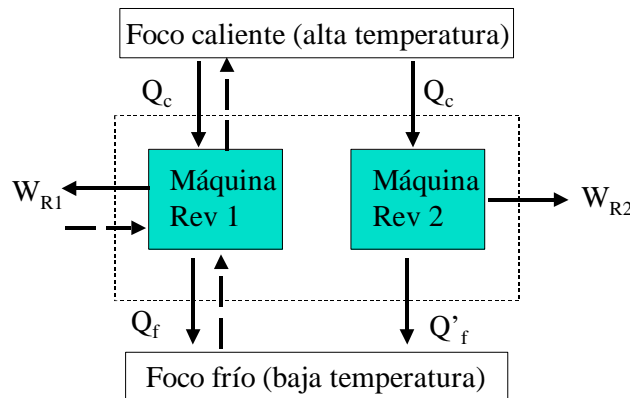 Foco caliente (alta temperatura)
Q_c
Q_c
W_R1
Máquina
Rev 1
Máquina
Rev 2
W_R2
Q_f
Q’_f
Foco frío (baja temperatura)